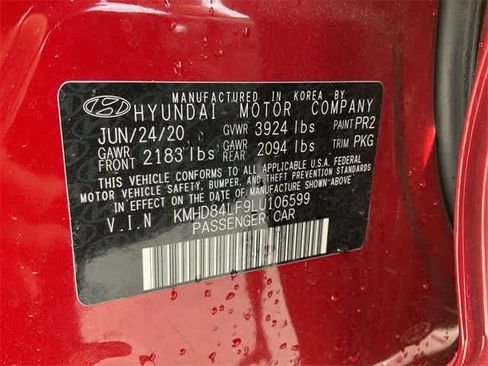 MANUFACTURED IN KOREA BY
HYUNDAI MOTOR COMPANY
JUN/24/20 GVWR 3924 lbs PAINT PR2
GAWR FRONT 2183 lbs GAWR REAR 2094 lbs TRIM PKG
THIS VEHICLE CONFORMS TO ALL APPLICABLE U.S.A. FEDERAL
MOTOR VEHICLE SAFETY, BUMPER, AND THEFT PREVENTION STANDARDS
IN EFFECT ON THE DATE OF MANUFACTURE SHOWN ABOVE
V.I.N KMHD84LF9LU106599
PASSENGER CAR